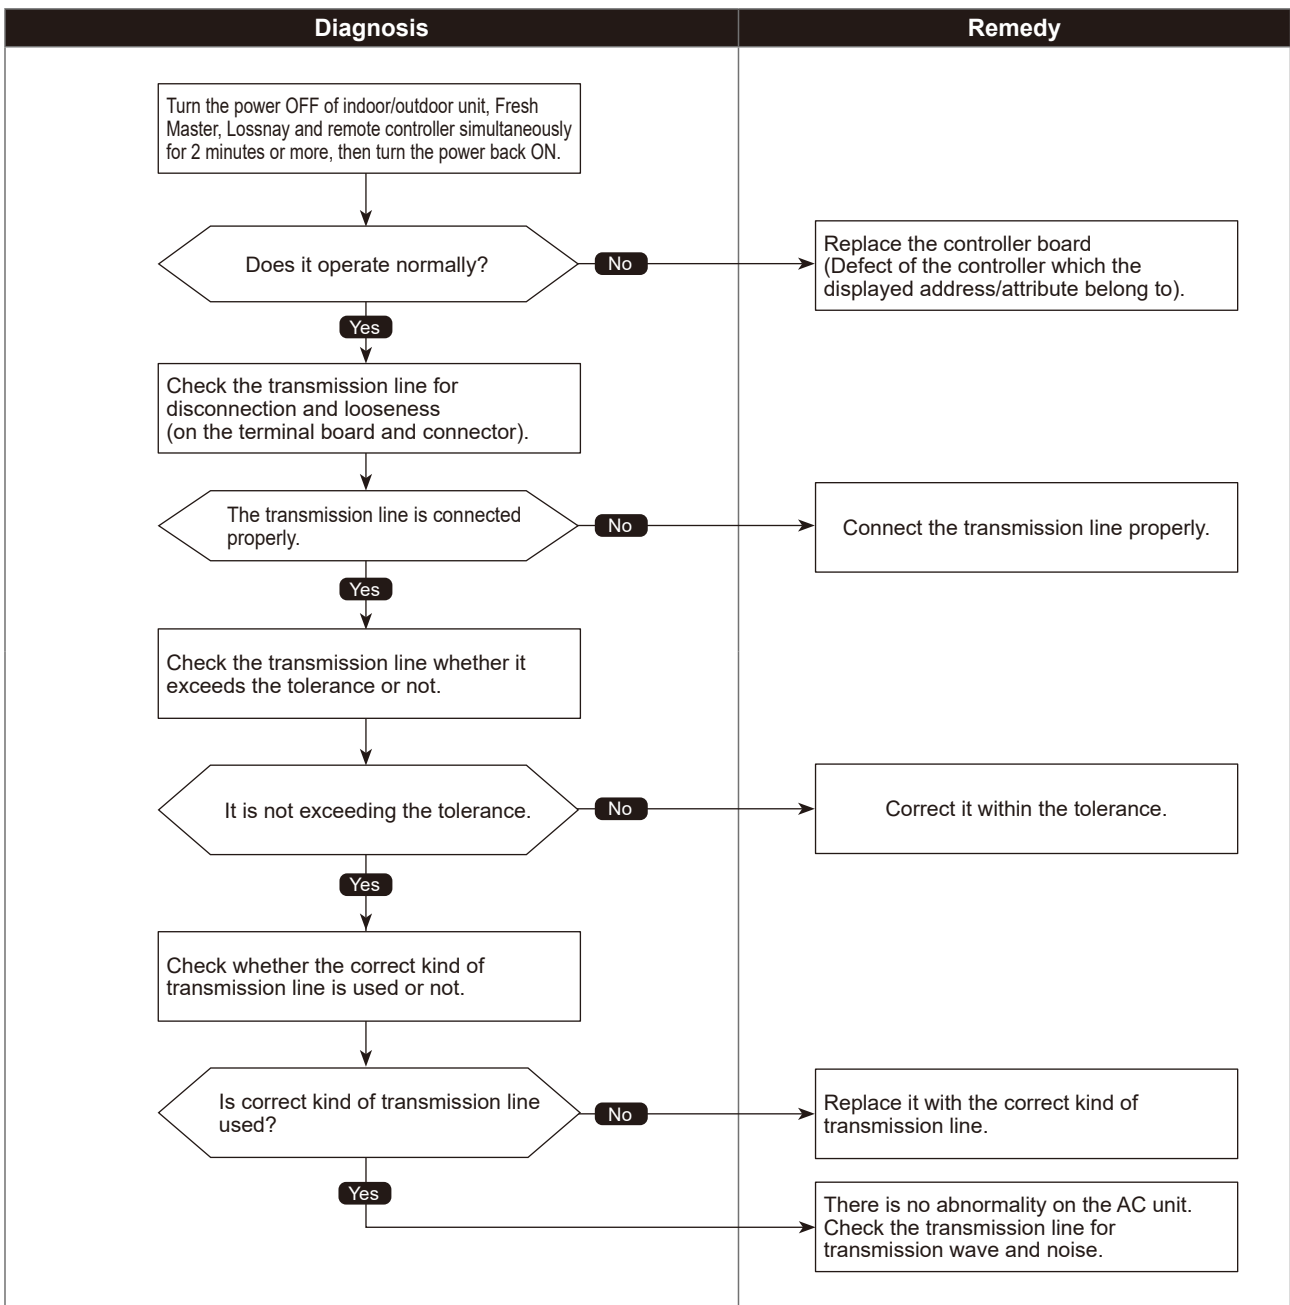 Diagnosis
Remedy
Turn the power OFF of indoor/outdoor unit, Fresh
Master, Lossnay and remote controller simultaneously
for 2 minutes or more, then turn the power back ON.
Does it operate normally?
No
Replace the controller board
(Defect of the controller which the
displayed address/attribute belong to).
Yes
Check the transmission line for
disconnection and looseness
(on the terminal board and connector).
The transmission line is connected
properly.
No
Connect the transmission line properly.
Yes
Check the transmission line whether it
exceeds the tolerance or not.
It is not exceeding the tolerance.
No
Correct it within the tolerance.
Yes
Check whether the correct kind of
transmission line is used or not.
Is correct kind of transmission line
used?
No
Replace it with the correct kind of
transmission line.
Yes
There is no abnormality on the AC unit.
Check the transmission line for
transmission wave and noise.